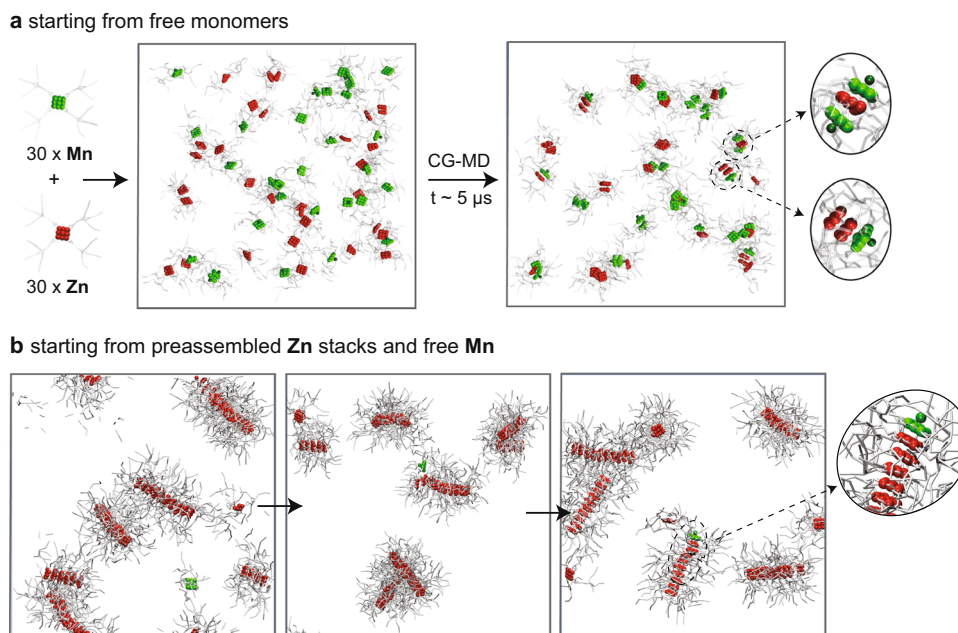 a starting from free monomers
30 x Mn
+
30 x Zn
CG-MD
t ~ 5 µs
b starting from preassembled Zn stacks and free Mn